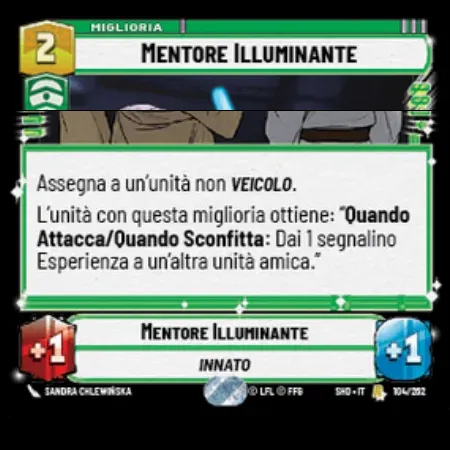 MIGLIORIA
2
MENTORE ILLUMINANTE
Assegna a un'unità non VEICOLO.
L'unità con questa miglioria ottiene: "Quando
Attacca/Quando Sconfitta: Dai 1 segnalino
Esperienza a un'altra unità amica."
+1
MENTORE ILLUMINANTE
+1
INNATO
SANDRA CHLEWIŃSKA
© LFL © FFG
SHD • IT
104/262